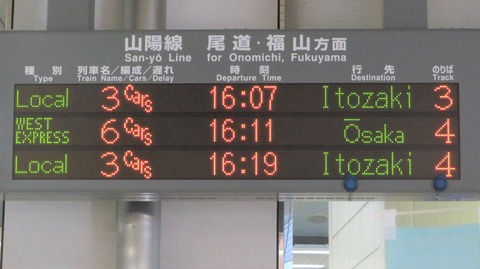 山陽線 尾道・福山方面
San-yō Line for Onomichi, Fukuyama
種別 列車名／編成／遅れ 時刻 行先 のりば
Type Train Name/Cars/Delay Departure Time Destination Track
Local 3 Cars 16:07 Itozaki 3
WEST EXPRESS 6 Cars 16:11 Ōsaka 4
Local 3 Cars 16:19 Itozaki 4